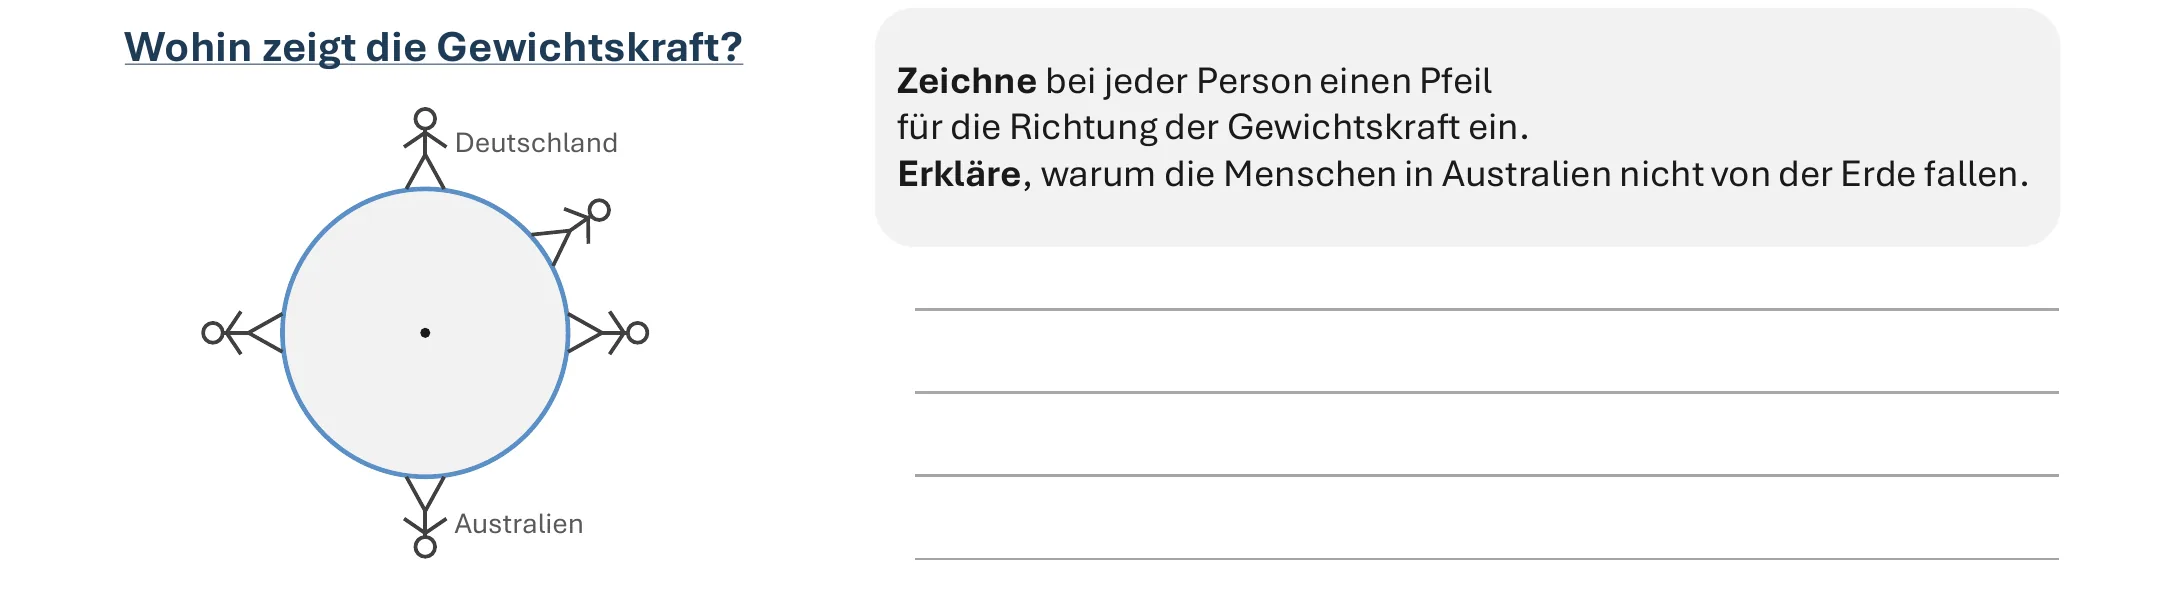 Wohin zeigt die Gewichtskraft?
Deutschland
Australien
Zeichne bei jeder Person einen Pfeil
für die Richtung der Gewichtskraft ein.
Erkläre, warum die Menschen in Australien nicht von der Erde fallen.